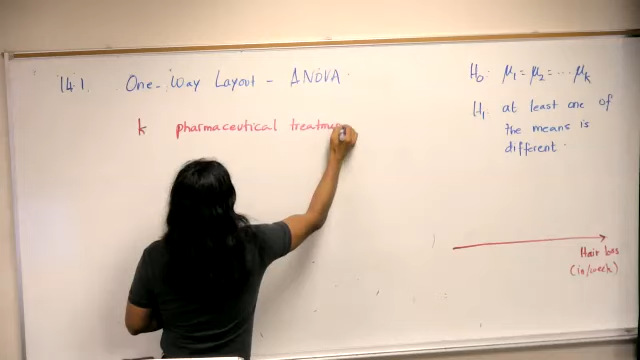 14.1 One-Way Layout - ANOVA.
k pharmaceutical treatmen
H₀: μ₁ = μ₂ = ... μₖ
H₁ at least one of
the means is
different.
Hair loss
(in/week)